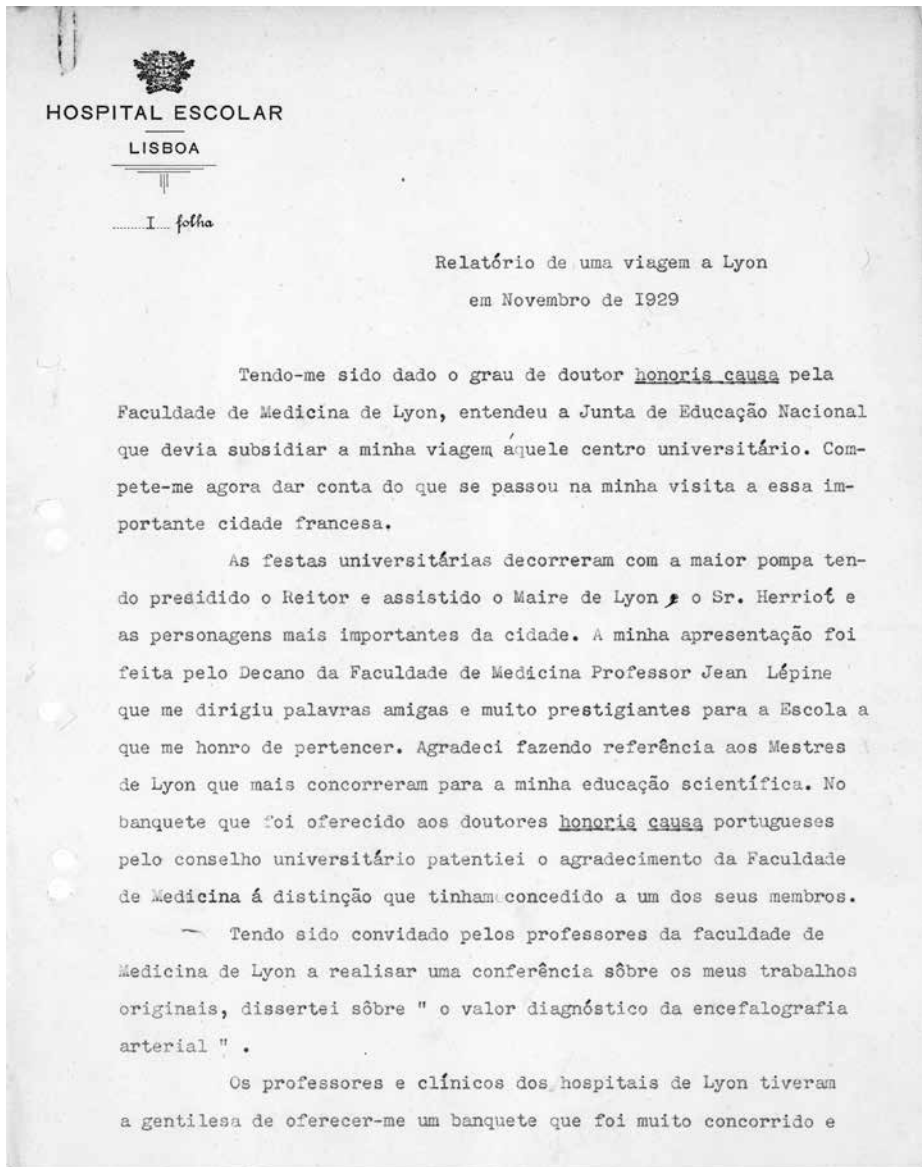 HOSPITAL ESCOLAR
LISBOA
I folha
Relatório de uma viagem a Lyon
em Novembro de I929
Tendo-me sido dado o grau de doutor honoris causa pela
Faculdade de Medicina de Lyon, entendeu a Junta de Educação Nacional
que devia subsidiar a minha viagem áquele centro universitário. Com-
pete-me agora dar conta do que se passou na minha visita a essa im-
portante cidade francesa.
As festas universitárias decorreram com a maior pompa ten-
do presidido o Reitor e assistido o Maire de Lyon, o Sr. Herriot e
as personagens mais importantes da cidade. A minha apresentação foi
feita pelo Decano da Faculdade de Medicina Professor Jean Lépine
que me dirigiu palavras amigas e muito prestigiantes para a Escola a
que me honro de pertencer. Agradeci fazendo referência aos Mestres
de Lyon que mais concorreram para a minha educação scientífica. No
banquete que foi oferecido aos doutores honoris causa portugueses
pelo conselho universitário patentiei o agradecimento da Faculdade
de Medicina á distinção que tinham concedido a um dos seus membros.
Tendo sido convidado pelos professores da faculdade de
Medicina de Lyon a realisar uma conferência sôbre os meus trabalhos
originais, dissertei sôbre " o valor diagnóstico da encefalografia
arterial " .
Os professores e clínicos dos hospitais de Lyon tiveram
a gentilesa de oferecer-me um banquete que foi muito concorrido e